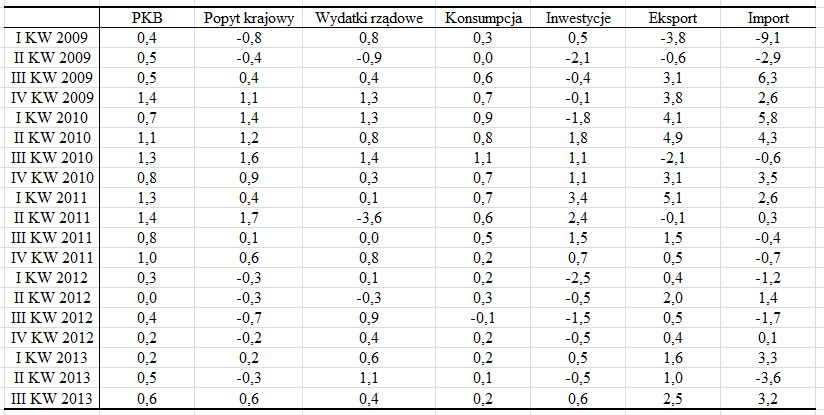 PKB Popyt krajowy Wydatki rządowe Konsumpcja Inwestycje Eksport Import
I KW 2009 0,4 -0,8 0,8 0,3 0,5 -3,8 -9,1
II KW 2009 0,5 -0,4 -0,9 0,0 -2,1 -0,6 -2,9
III KW 2009 0,5 0,4 0,4 0,6 -0,4 3,1 6,3
IV KW 2009 1,4 1,1 1,3 0,7 -0,1 3,8 2,6
I KW 2010 0,7 1,4 1,3 0,9 -1,8 4,1 5,8
II KW 2010 1,1 1,2 0,8 0,8 1,8 4,9 4,3
III KW 2010 1,3 1,6 1,4 1,1 1,1 -2,1 -0,6
IV KW 2010 0,8 0,9 0,3 0,7 1,1 3,1 3,5
I KW 2011 1,3 0,4 0,1 0,7 3,4 5,1 2,6
II KW 2011 1,4 1,7 -3,6 0,6 2,4 -0,1 0,3
III KW 2011 0,8 0,1 0,0 0,5 1,5 1,5 -0,4
IV KW 2011 1,0 0,6 0,8 0,2 0,7 0,5 -0,7
I KW 2012 0,3 -0,3 0,1 0,2 -2,5 0,4 -1,2
II KW 2012 0,0 -0,3 -0,3 0,3 -0,5 2,0 1,4
III KW 2012 0,4 -0,7 0,9 -0,1 -1,5 0,5 -1,7
IV KW 2012 0,2 -0,2 0,4 0,2 -0,5 0,4 0,1
I KW 2013 0,2 0,2 0,6 0,2 0,5 1,6 3,3
II KW 2013 0,5 -0,3 1,1 0,1 -0,5 1,0 -3,6
III KW 2013 0,6 0,6 0,4 0,2 0,6 2,5 3,2